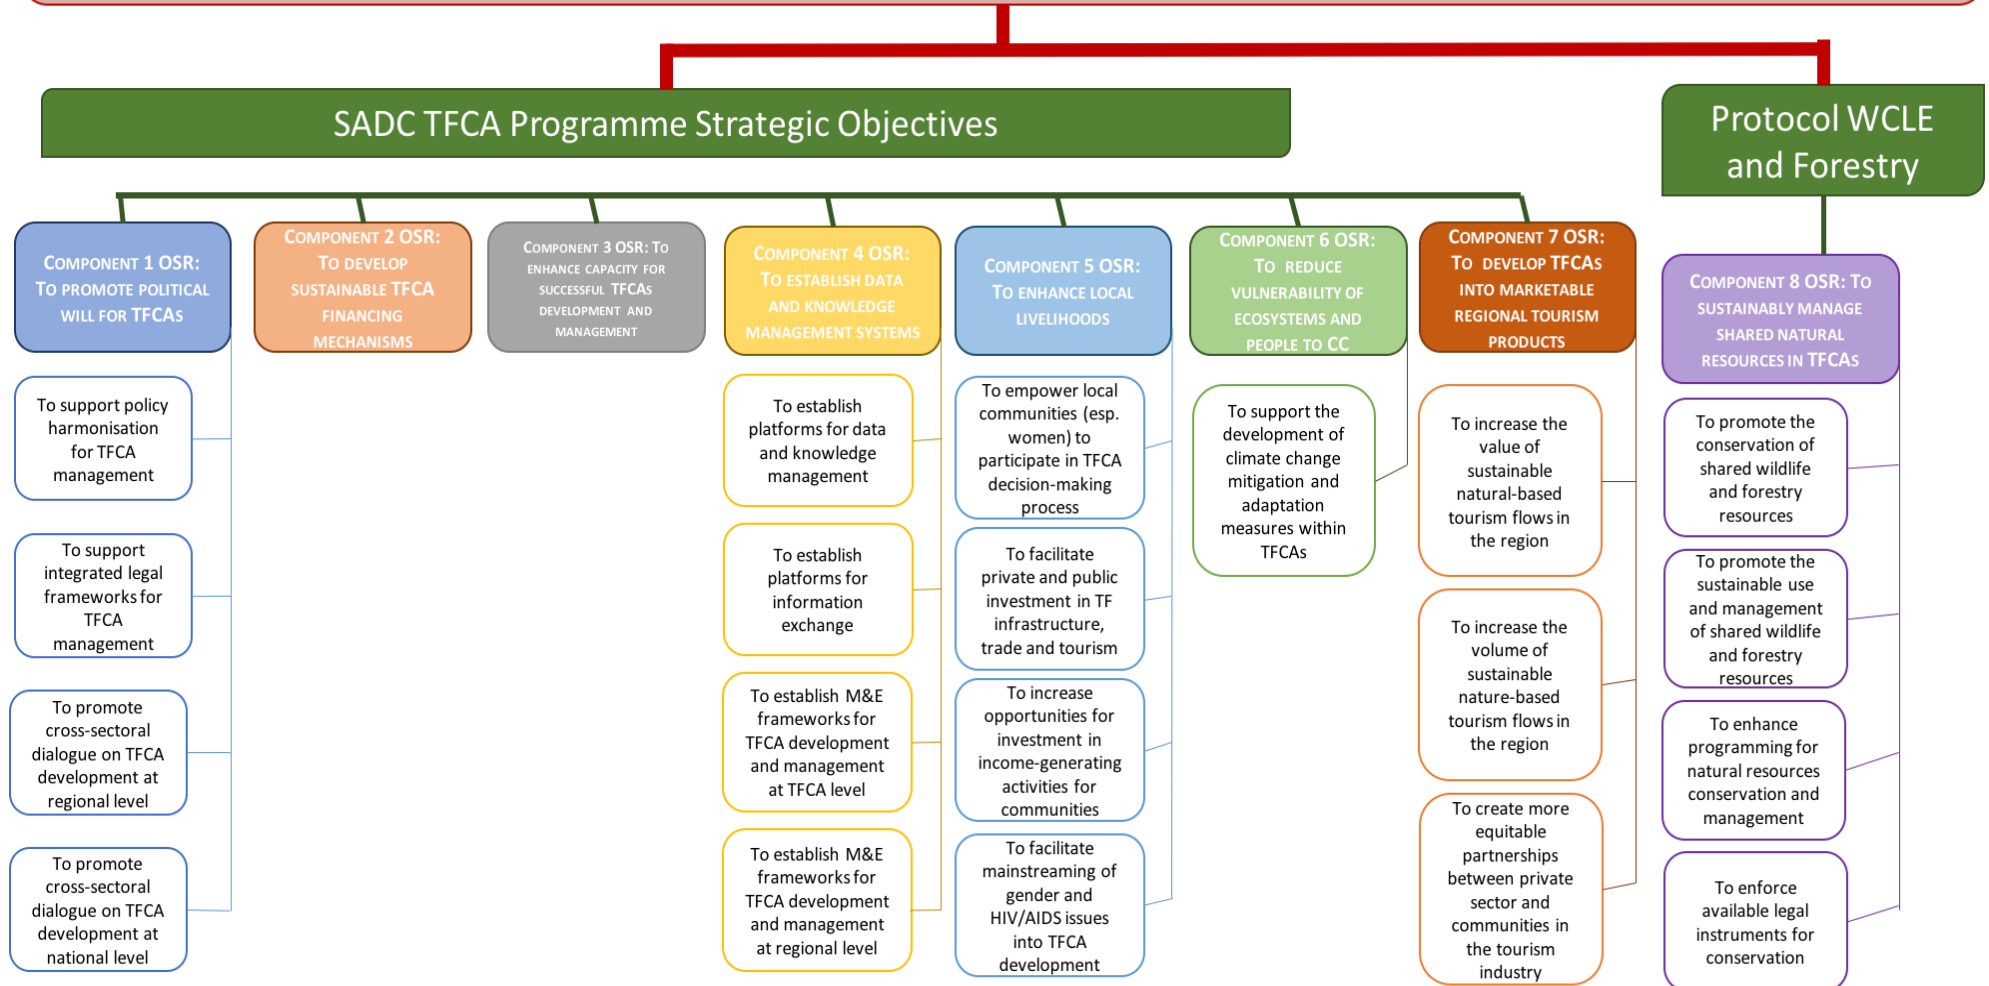 SADC TFCA Programme Strategic Objectives
Protocol WCLE
and Forestry
COMPONENT 1 OSR:
TO PROMOTE POLITICAL
WILL FOR TFCAS
To support policy
harmonisation
for TFCA
management
To support
integrated legal
frameworks for
TFCA
management
To promote
cross-sectoral
dialogue on TFCA
development at
regional level
To promote
cross-sectoral
dialogue on TFCA
development at
national level
COMPONENT 2 OSR:
TO DEVELOP
SUSTAINABLE TFCA
FINANCING
MECHANISMS
COMPONENT 3 OSR: TO
ENHANCE CAPACITY FOR
SUCCESSFUL TFCAS
DEVELOPMENT AND
MANAGEMENT
COMPONENT 4 OSR:
TO ESTABLISH DATA
AND KNOWLEDGE
MANAGEMENT SYSTEMS
To establish
platforms for data
and knowledge
management
To establish
platforms for
information
exchange
To establish M&E
frameworks for
TFCA development
and management
at TFCA level
To establish M&E
frameworks for
TFCA development
and management
at regional level
COMPONENT 5 OSR:
TO ENHANCE LOCAL
LIVELIHOODS
To empower local
communities (esp.
women) to
participate in TFCA
decision-making
process
To facilitate
private and public
investment in TF
infrastructure,
trade and tourism
To increase
opportunities for
investment in
income-generating
activities for
communities
To facilitate
mainstreaming of
gender and
HIV/AIDS issues
into TFCA
development
COMPONENT 6 OSR:
TO REDUCE
VULNERABILITY OF
ECOSYSTEMS AND
PEOPLE TO CC
To support the
development of
climate change
mitigation and
adaptation
measures within
TFCAs
COMPONENT 7 OSR:
TO DEVELOP TFCAS
INTO MARKETABLE
REGIONAL TOURISM
PRODUCTS
To increase the
value of
sustainable
natural-based
tourism flows in
the region
To increase the
volume of
sustainable
nature-based
tourism flows in
the region
To create more
equitable
partnerships
between private
sector and
communities in
the tourism
industry
COMPONENT 8 OSR: TO
SUSTAINABLY MANAGE
SHARED NATURAL
RESOURCES IN TFCAS
To promote the
conservation of
shared wildlife
and forestry
resources
To promote the
sustainable use
and management
of shared wildlife
and forestry
resources
To enhance
programming for
natural resources
conservation and
management
To enforce
available legal
instruments for
conservation